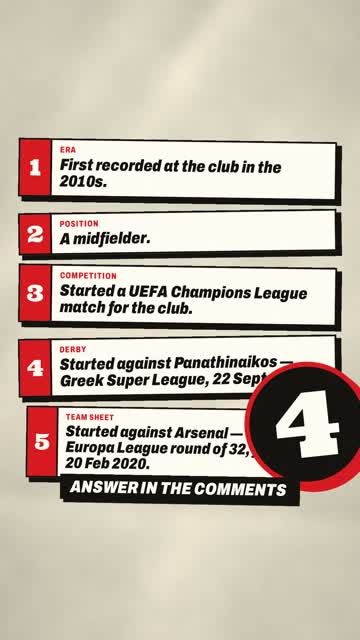 1
ERA
First recorded at the club in the
2010s.
2
POSITION
A midfielder.
3
COMPETITION
Started a UEFA Champions League
match for the club.
4
DERBY
Started against Panathinaikos —
Greek Super League, 22
5
TEAM SHEET
Started against Arsenal —
Europa League round of 32,
20 Feb 2020.
4
ANSWER IN THE COMMENTS